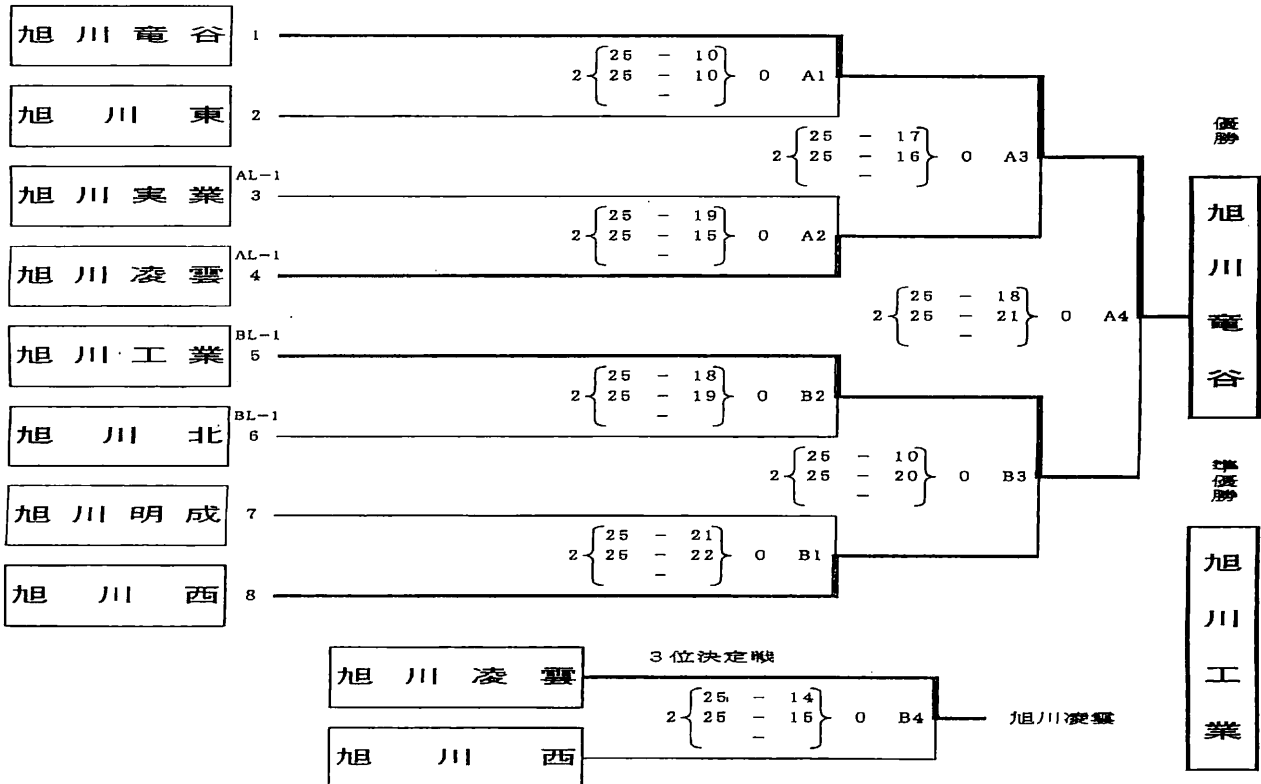 旭川竜谷 1
2{ 25 - 10
25 - 10
- } 0 A1
旭川東 2
2{ 25 - 17
25 - 16
- } 0 A3
AL-1
旭川実業 3
2{ 25 - 19
25 - 15
- } 0 A2
AL-1
旭川凌雲 4
2{ 25 - 18
25 - 21
- } 0 A4
BL-1
旭川工業 5
2{ 25 - 18
25 - 19
- } 0 B2
BL-1
旭川北 6
2{ 25 - 10
25 - 20
- } 0 B3
旭川明成 7
2{ 25 - 21
25 - 22
- } 0 B1
旭川西 8
優勝
旭川竜谷
準優勝
旭川工業
3位決定戦
旭川凌雲
2{ 25 - 14
25 - 15
- } 0 B4
旭川凌雲
旭川西